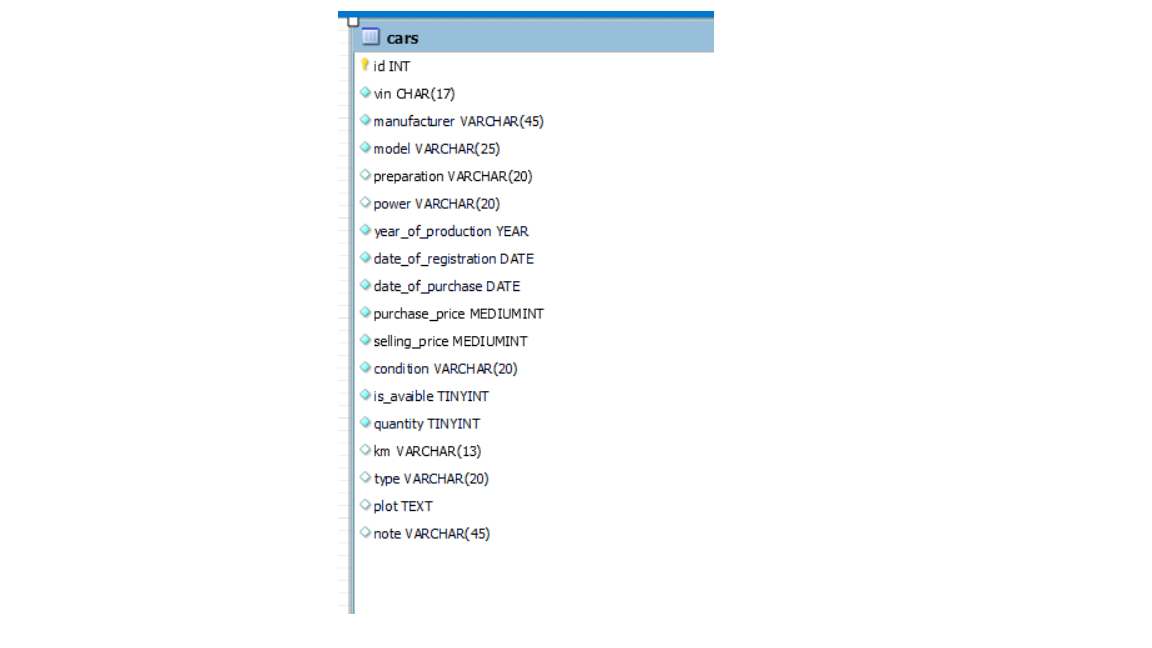 cars
id INT
vin CHAR(17)
manufacturer VARCHAR(45)
model VARCHAR(25)
preparation VARCHAR(20)
power VARCHAR(20)
year_of_production YEAR
date_of_registration DATE
date_of_purchase DATE
purchase_price MEDIUMINT
selling_price MEDIUMINT
condition VARCHAR(20)
is_avaible TINYINT
quantity TINYINT
km VARCHAR(13)
type VARCHAR(20)
plot TEXT
note VARCHAR(45)